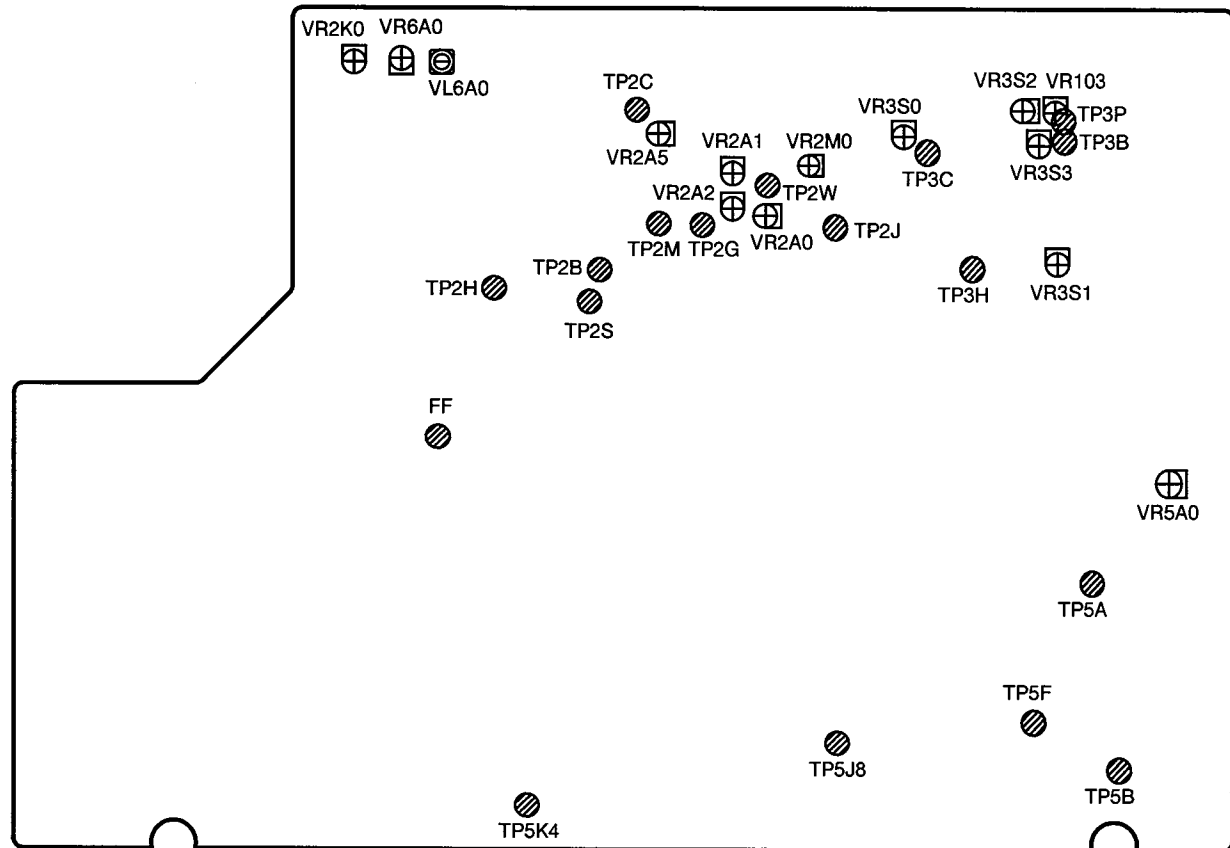 VR2K0
VR6A0
VL6A0
TP2C
VR2A5
VR2A1
VR2M0
VR3S0
VR3S2
VR103
TP3P
TP3B
VR3S3
TP3C
TP2W
VR2A2
VR2A0
TP2J
TP2M
TP2G
TP2B
TP2H
TP2S
TP3H
VR3S1
FF
VR5A0
TP5A
TP5F
TP5J8
TP5B
TP5K4